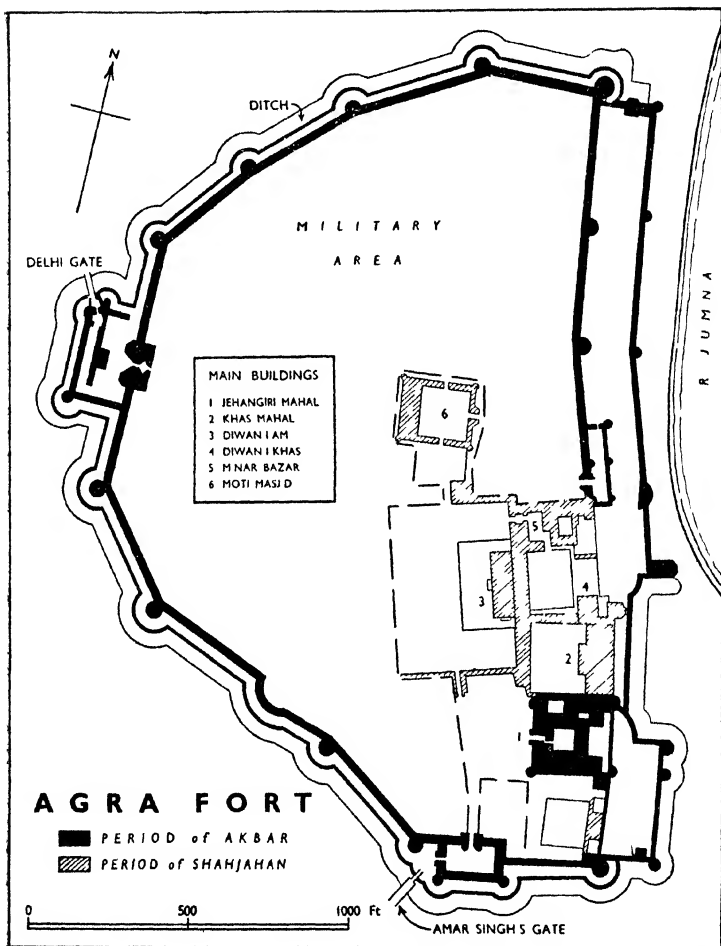 N
DITCH
MILITARY
AREA
DELHI GATE
R JUMNA
MAIN BUILDINGS
1 JEHANGIRI MAHAL
2 KHAS MAHAL
3 DIWAN I AM
4 DIWAN I KHAS
5 M NAR BAZAR
6 MOTI MASJ D
6
5
3
4
2
1
AGRA FORT
PERIOD of AKBAR
PERIOD of SHAHJAHAN
0 500 1000 Ft
AMAR SINGH S GATE